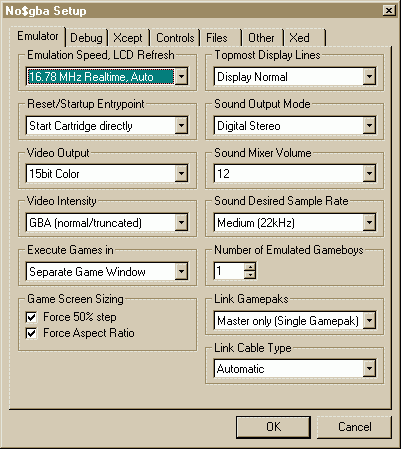 No$gba Setup
Emulator Debug Xcept Controls Files Other Xed
Emulation Speed, LCD Refresh
16.78 MHz Realtime, Auto
Reset/Startup Entrypoint
Start Cartridge directly
Video Output
15bit Color
Video Intensity
GBA (normal/truncated)
Execute Games in
Separate Game Window
Game Screen Sizing
Force 50% step
Force Aspect Ratio
Topmost Display Lines
Display Normal
Sound Output Mode
Digital Stereo
Sound Mixer Volume
12
Sound Desired Sample Rate
Medium (22kHz)
Number of Emulated Gameboys
1
Link Gamepaks
Master only (Single Gamepak)
Link Cable Type
Automatic
OK Cancel